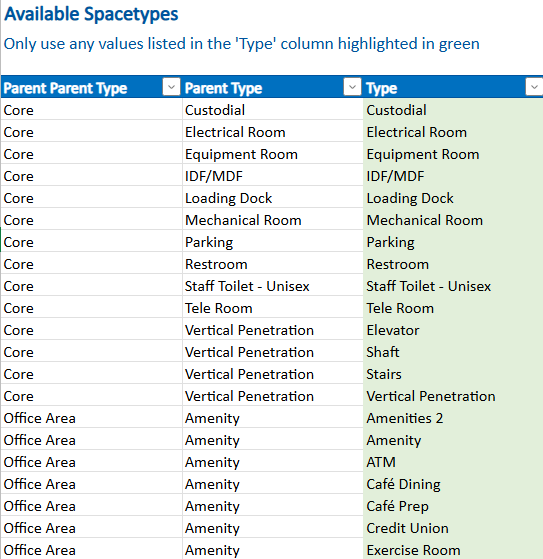 Available Spacetypes
Only use any values listed in the 'Type' column highlighted in green
Parent Parent Type Parent Type Type
Core Custodial Custodial
Core Electrical Room Electrical Room
Core Equipment Room Equipment Room
Core IDF/MDF IDF/MDF
Core Loading Dock Loading Dock
Core Mechanical Room Mechanical Room
Core Parking Parking
Core Restroom Restroom
Core Staff Toilet - Unisex Staff Toilet - Unisex
Core Tele Room Tele Room
Core Vertical Penetration Elevator
Core Vertical Penetration Shaft
Core Vertical Penetration Stairs
Core Vertical Penetration Vertical Penetration
Office Area Amenity Amenities 2
Office Area Amenity Amenity
Office Area Amenity ATM
Office Area Amenity Café Dining
Office Area Amenity Café Prep
Office Area Amenity Credit Union
Office Area Amenity Exercise Room